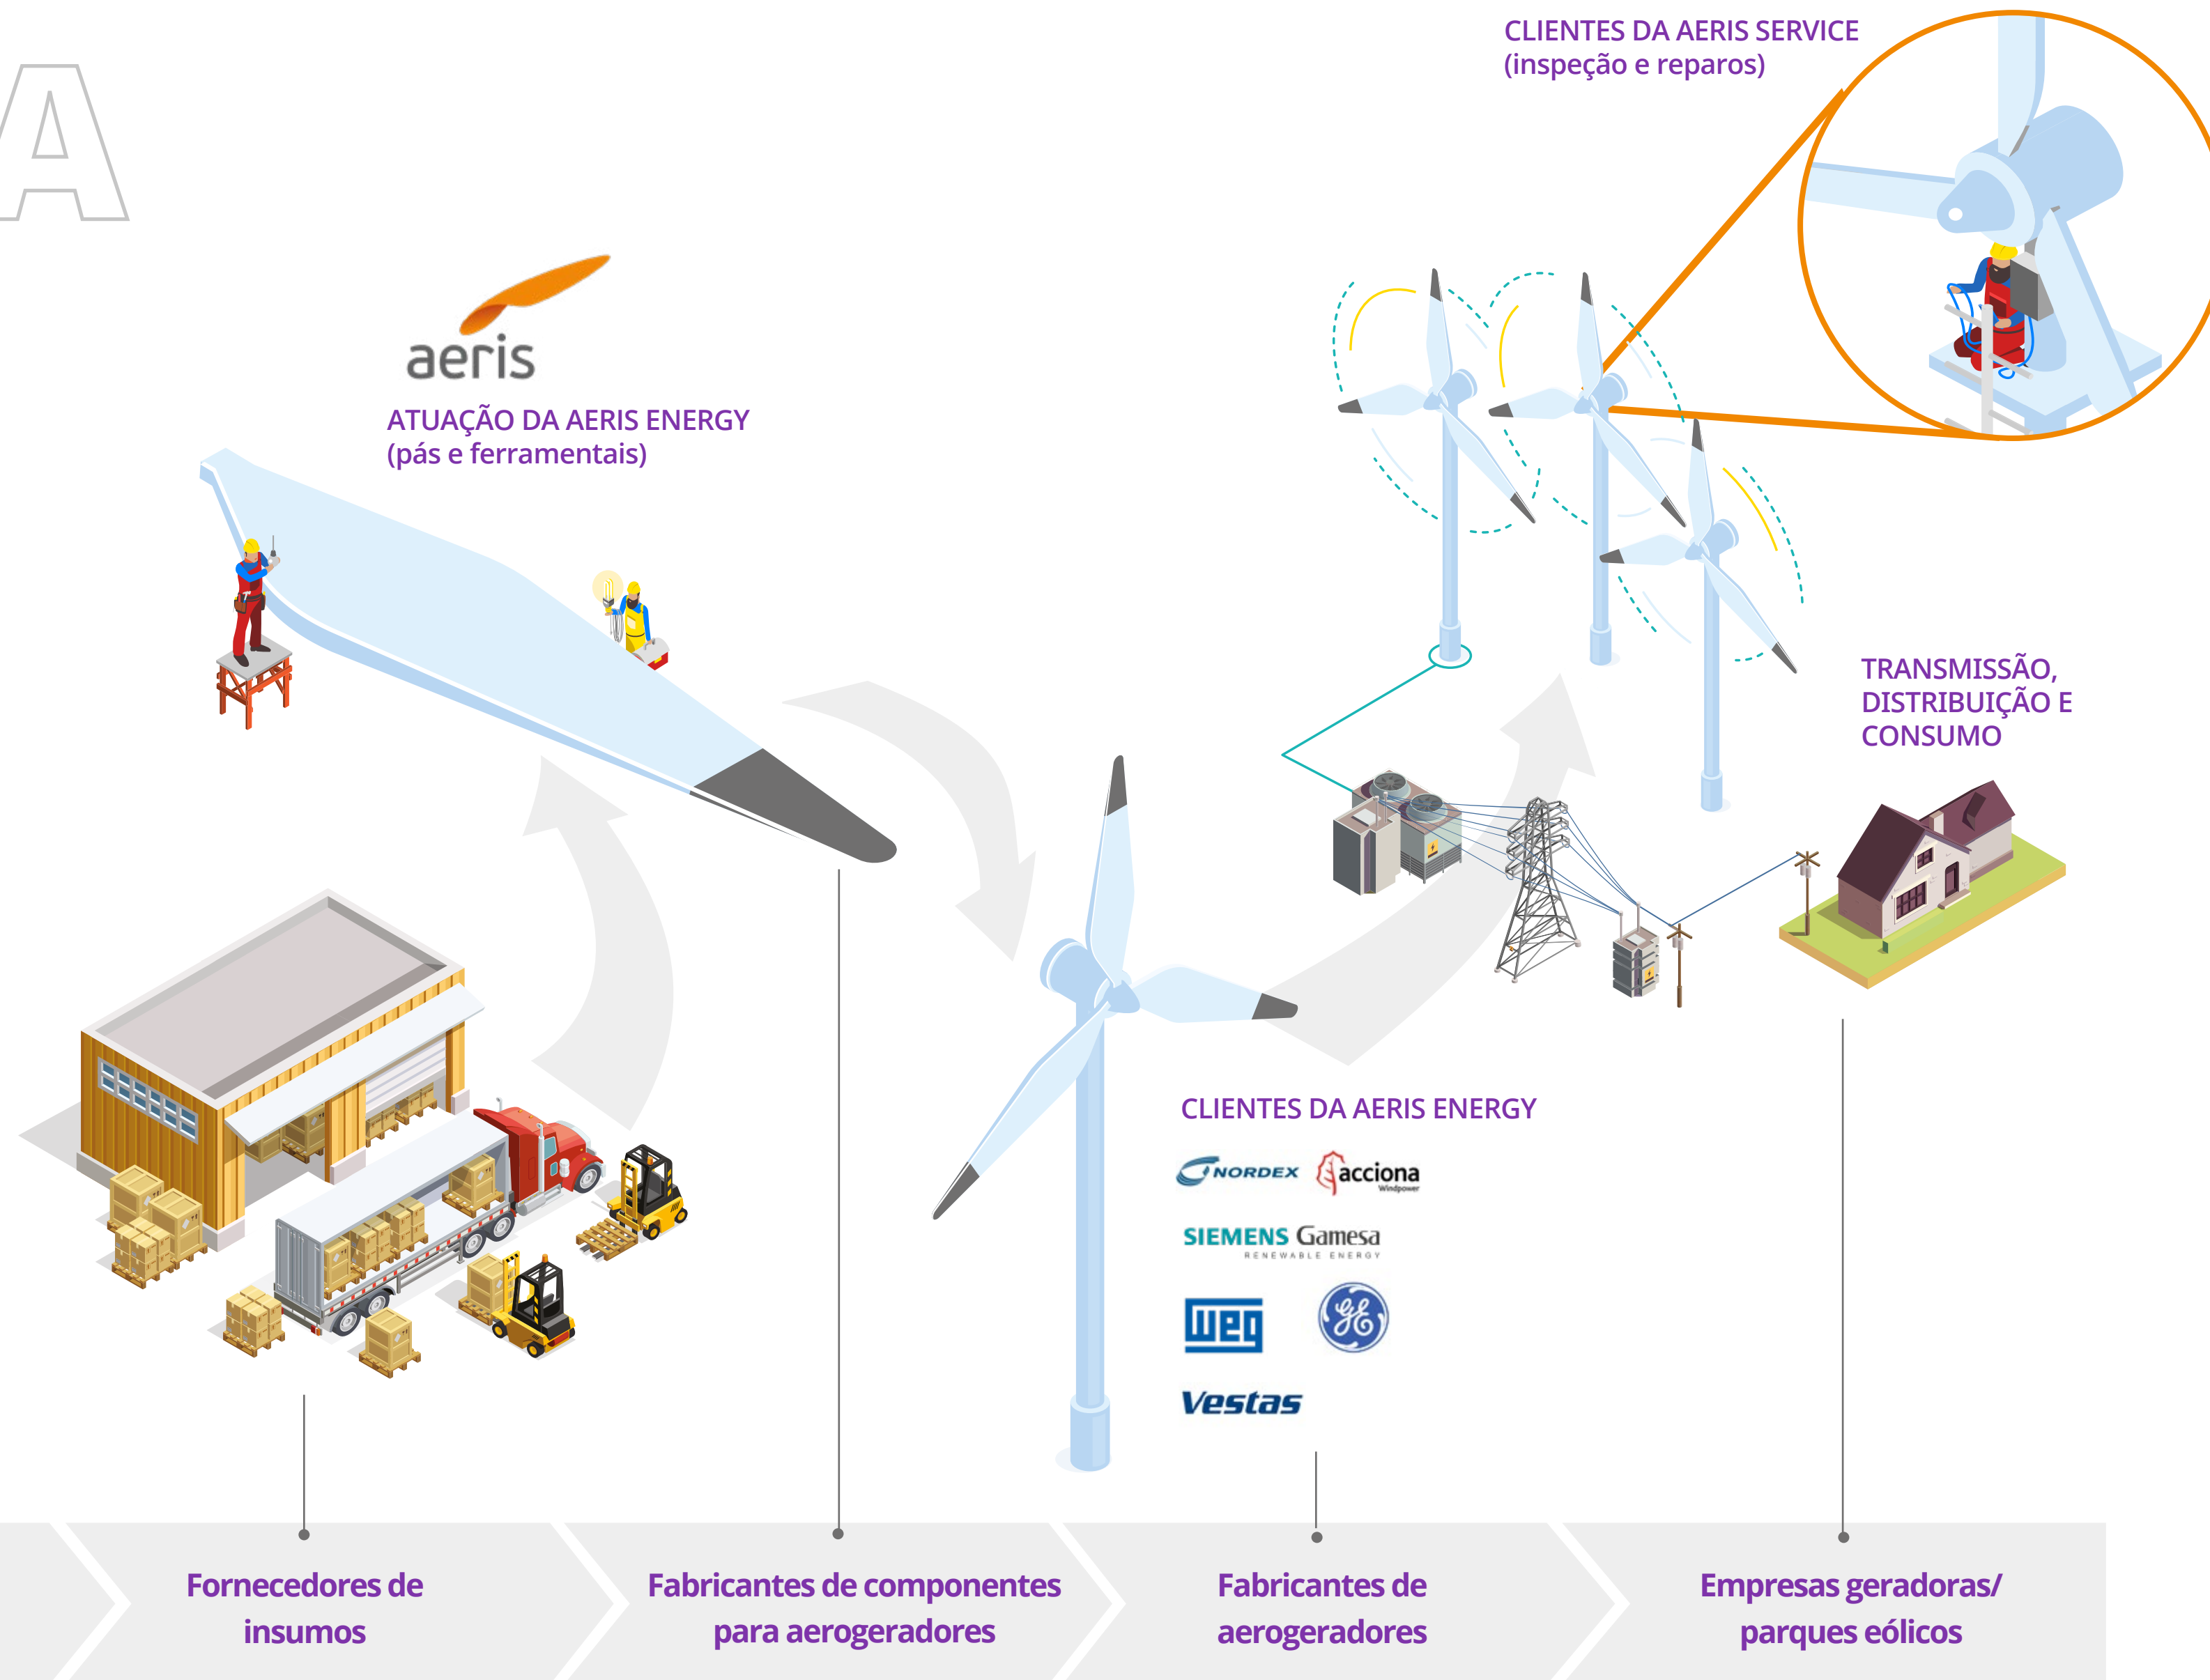 A
CLIENTES DA AERIS SERVICE
(inspeção e reparos)
aeris
ATUAÇÃO DA AERIS ENERGY
(pás e ferramentais)
TRANSMISSÃO,
DISTRIBUIÇÃO E
CONSUMO
CLIENTES DA AERIS ENERGY
NORDEX acciona
Windpower
SIEMENS Gamesa
RENEWABLE ENERGY
weg GE
Vestas
Fornecedores de
insumos
Fabricantes de componentes
para aerogeradores
Fabricantes de
aerogeradores
Empresas geradoras/
parques eólicos